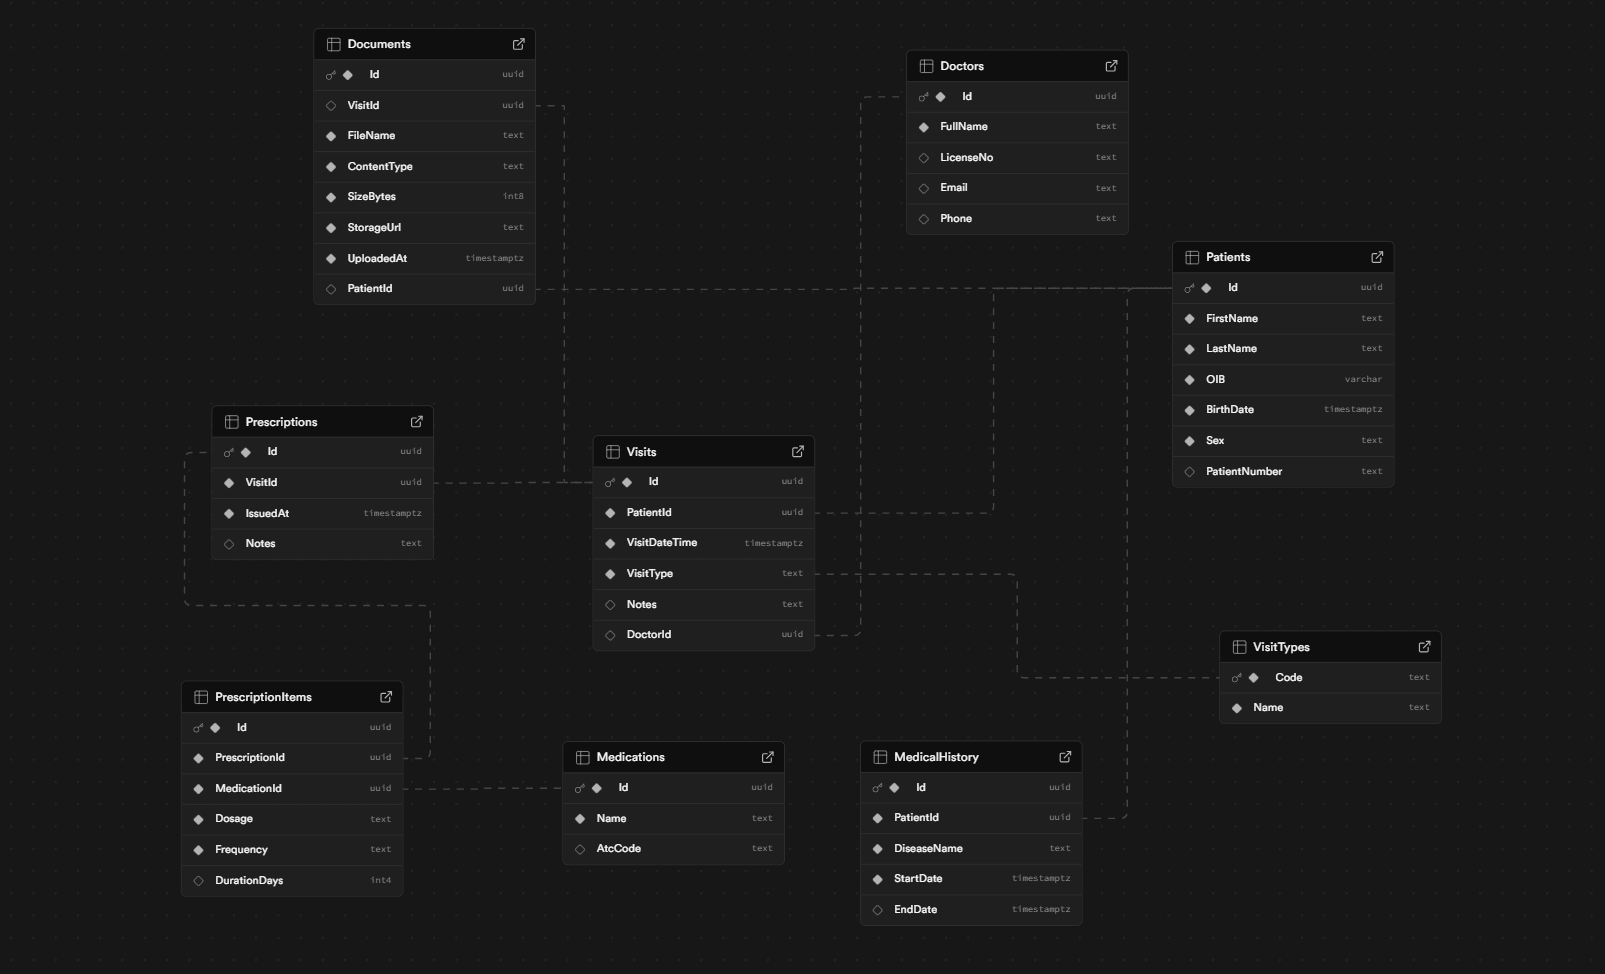 Documents
Id uuid
VisitId uuid
FileName text
ContentType text
SizeBytes int8
StorageUrl text
UploadedAt timestamptz
PatientId uuid
Doctors
Id uuid
FullName text
LicenseNo text
Email text
Phone text
Patients
Id uuid
FirstName text
LastName text
OIB varchar
BirthDate timestamptz
Sex text
PatientNumber text
Prescriptions
Id uuid
VisitId uuid
IssuedAt timestamptz
Notes text
Visits
Id uuid
PatientId uuid
VisitDateTime timestamptz
VisitType text
Notes text
DoctorId uuid
VisitTypes
Code text
Name text
PrescriptionItems
Id uuid
PrescriptionId uuid
MedicationId uuid
Dosage text
Frequency text
DurationDays int4
Medications
Id uuid
Name text
AtcCode text
MedicalHistory
Id uuid
PatientId uuid
DiseaseName text
StartDate timestamptz
EndDate timestamptz